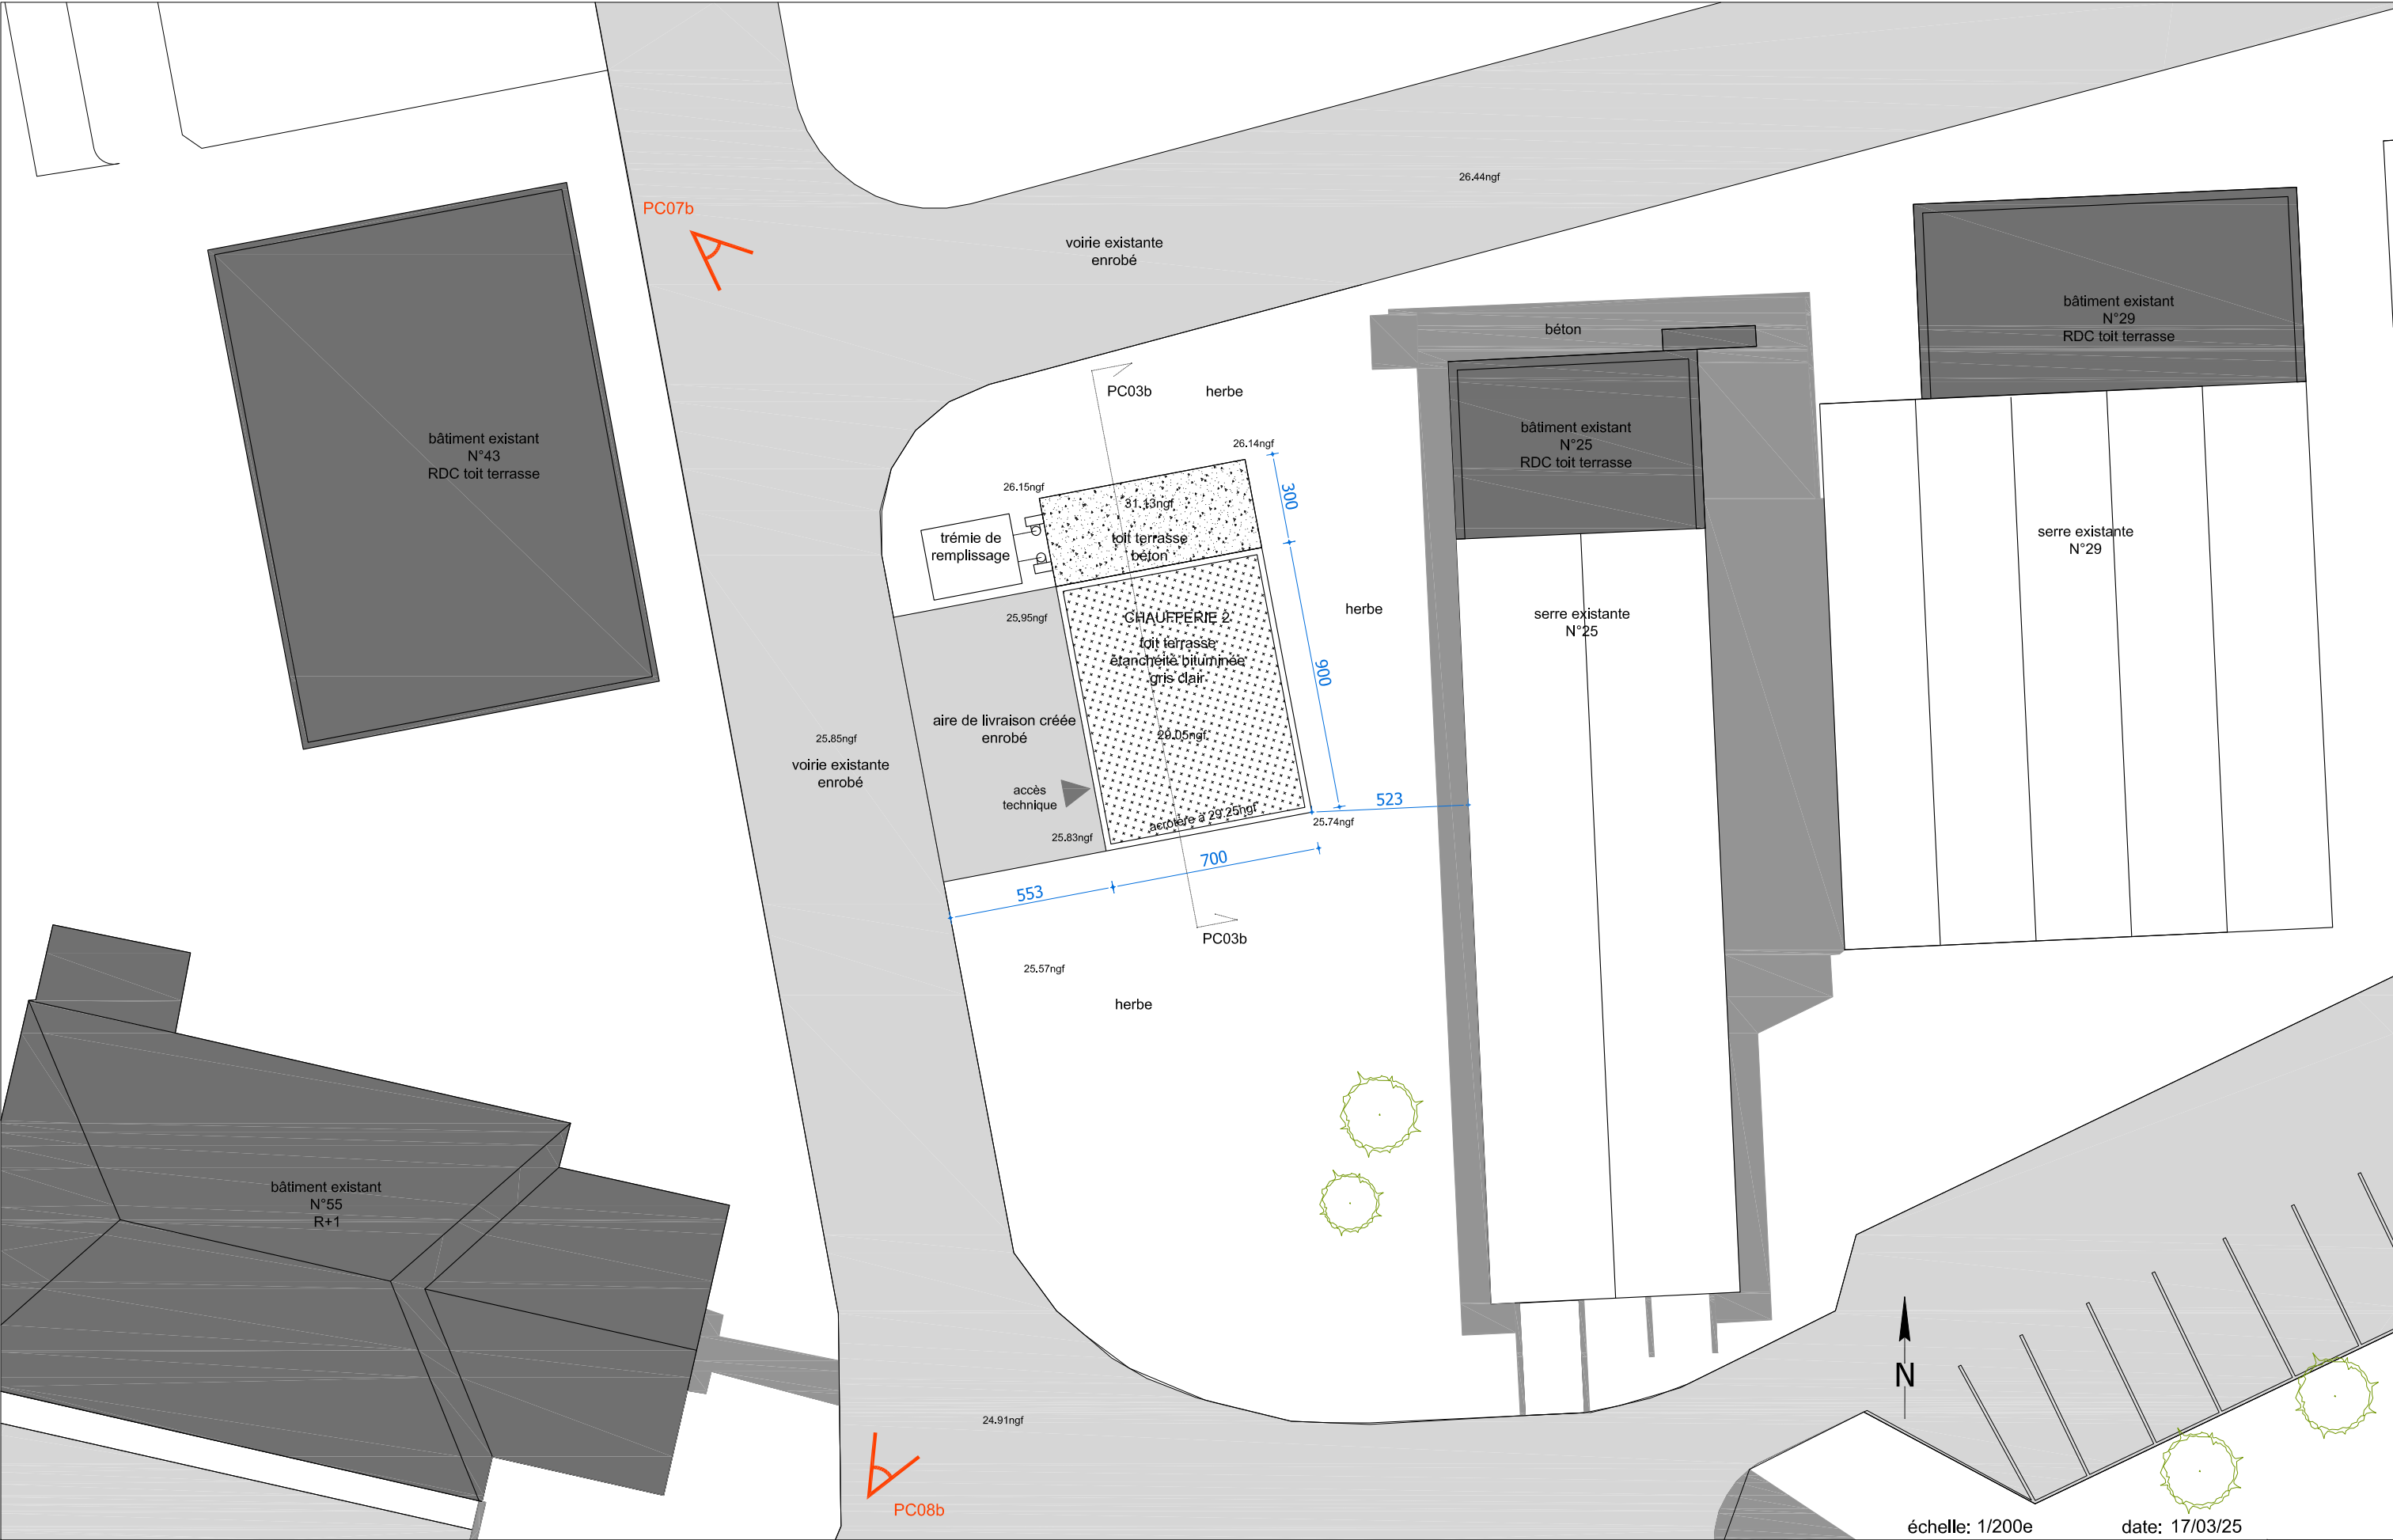 PC07b
26.44ngf
voirie existante
enrobé
bâtiment existant
N°29
RDC toit terrasse
béton
PC03b
herbe
bâtiment existant
N°43
RDC toit terrasse
26.14ngf
bâtiment existant
N°25
RDC toit terrasse
26.15ngf
31.13ngf
300
trémie de
remplissage
toit terrasse
béton
serre existante
N°29
25.95ngf
CHAUFFERIE 2
toit terrasse
étanchéité bituminée
gris clair
herbe
900
serre existante
N°25
aire de livraison créée
enrobé
29.05ngf
25.85ngf
voirie existante
enrobé
accès
technique
acrotère à 29.25ngf
523
25.74ngf
25.83ngf
700
553
PC03b
25.57ngf
herbe
bâtiment existant
N°55
R+1
N
24.91ngf
PC08b
échelle: 1/200e
date: 17/03/25